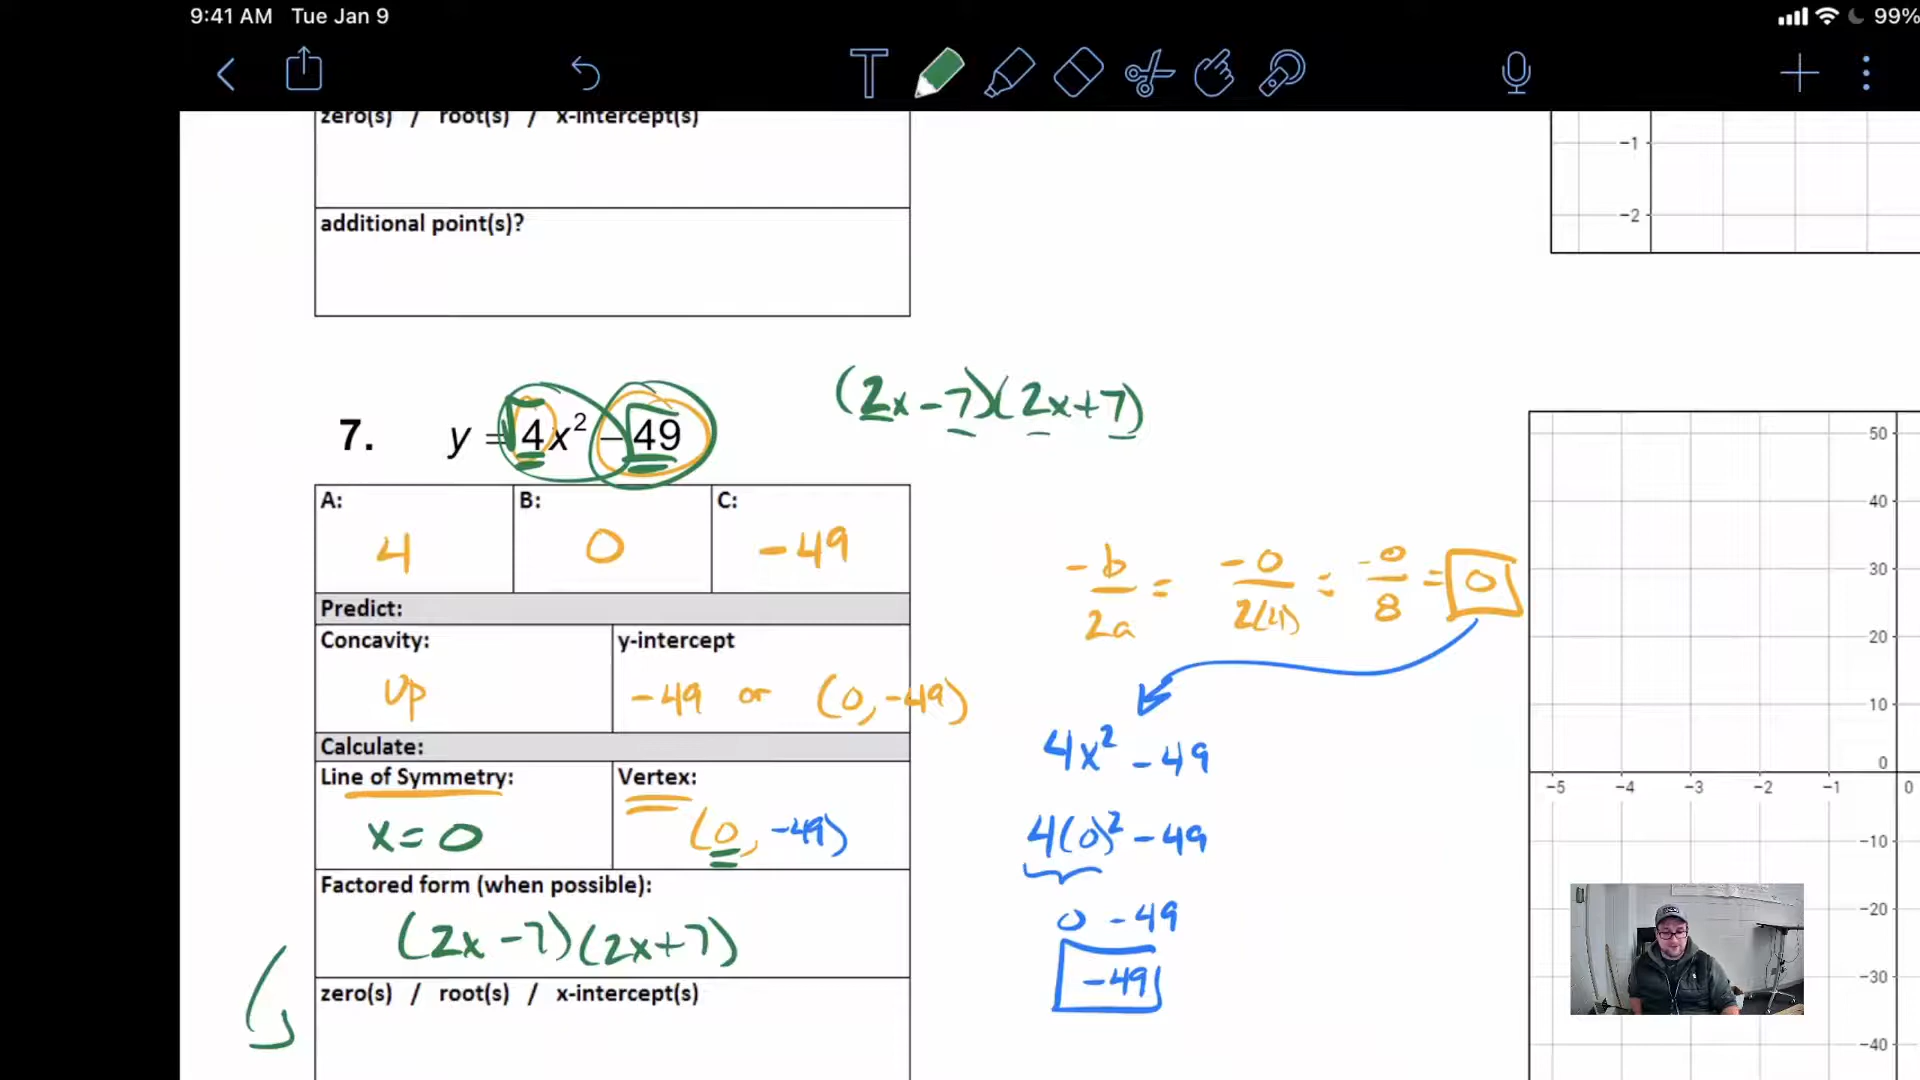 9:41 AM Tue Jan 9
99%
T
zero(s) / root(s) / x-intercept(s)
additional point(s)?
-1
-2
7. y = 4x² - 49
(2x - 7)(2x + 7)
A: B: C:
4 0 -49
Predict:
Concavity: y-intercept
Up -49 or (0, -49)
Calculate:
Line of Symmetry: Vertex:
x = 0 (0, -49)
Factored form (when possible):
(2x - 7)(2x + 7)
zero(s) / root(s) / x-intercept(s)
-b/2a = -0/2(4) = -0/8 = 0
4x² - 49
4(0)² - 49
0 - 49
-49
50
40
30
20
10
0
-5 -4 -3 -2 -1 0
-10
-20
-30
-40